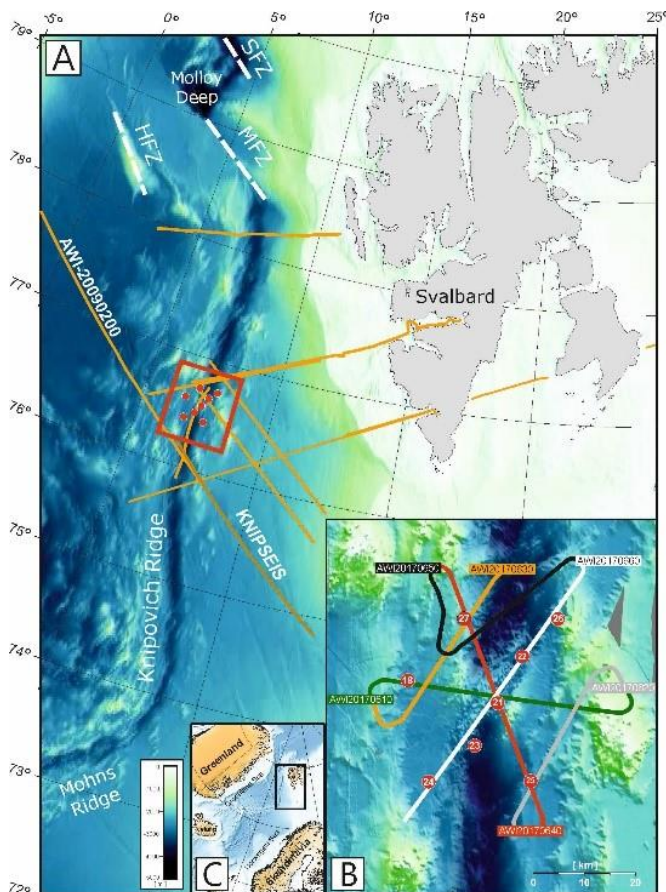 -5° 0° 5° 10° 15° 20° 25°
79°
A
SFZ
Molloy
Deep
HFZ
MFZ
78°
77°
AWI-20090200
Svalbard
76°
75°
KNIPSEIS
Knipovich Ridge
74°
73°
Mohns
Ridge
72°
Greenland
C
AWI20170650
AWI20170630
AWI20170660
27
26
22
18
AWI20170610
21
23
24
25
AWI20170640
B
[km]
0 10 20